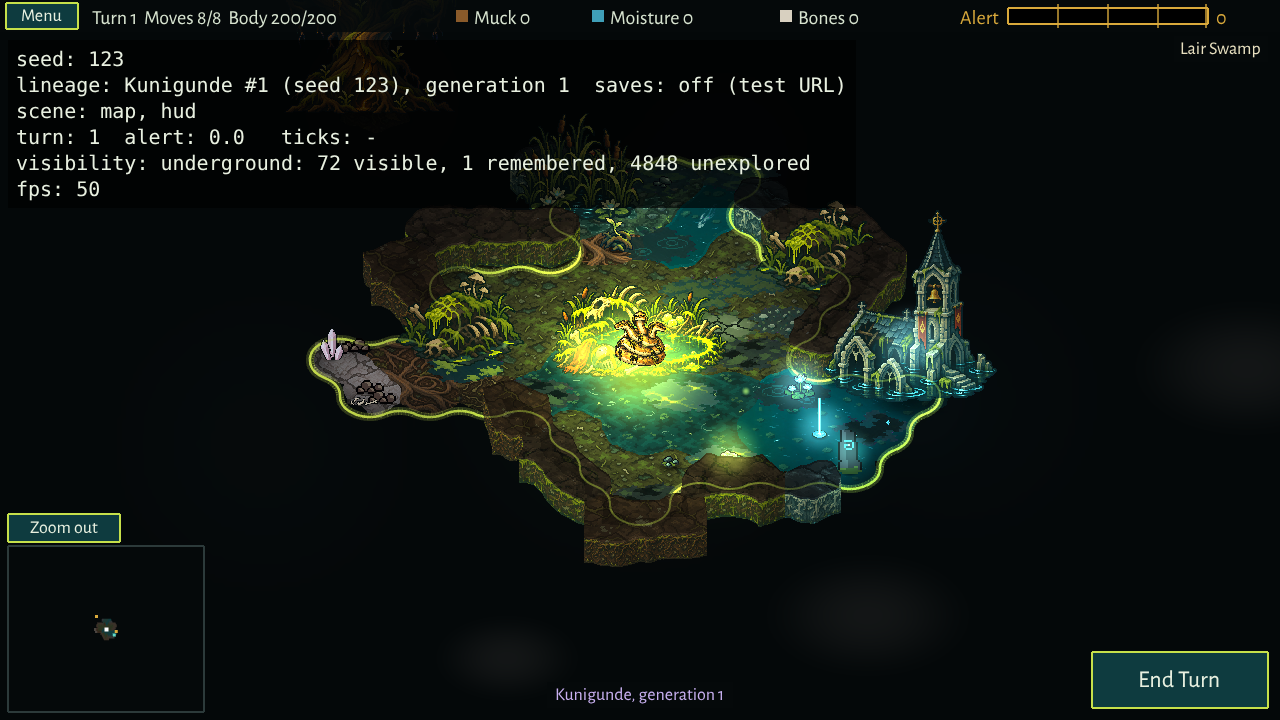 Menu
Turn 1 Moves 8/8 Body 200/200
Muck 0
Moisture 0
Bones 0
Alert
0
Lair Swamp
seed: 123
lineage: Kunigunde #1 (seed 123), generation 1 saves: off (test URL)
scene: map, hud
turn: 1 alert: 0.0 ticks: -
visibility: underground: 72 visible, 1 remembered, 4848 unexplored
fps: 50
Zoom out
Kunigunde, generation 1
End Turn